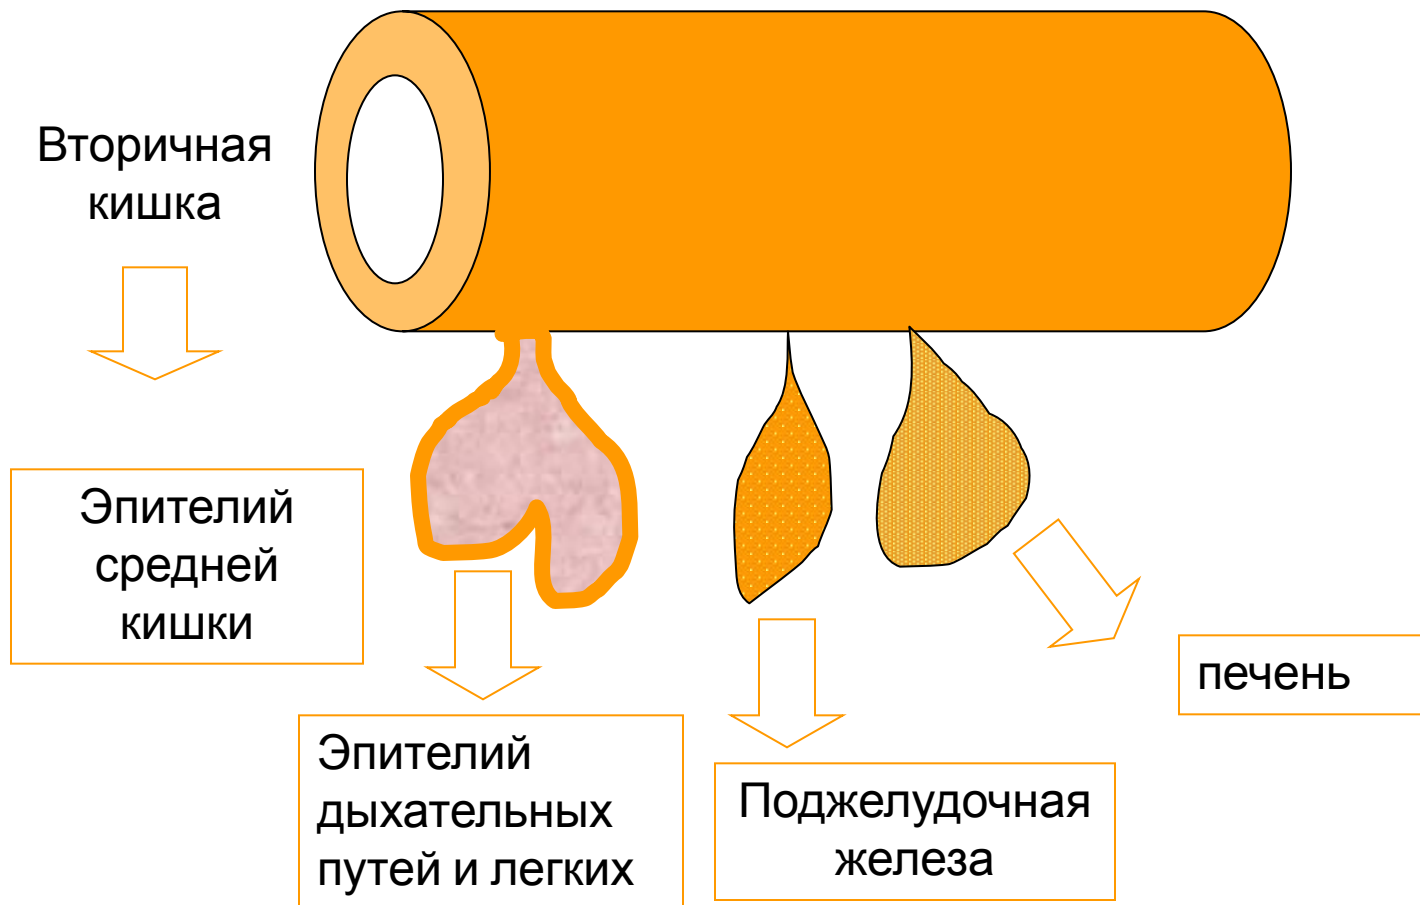 Вторичная
кишка
Эпителий
средней
кишки
Эпителий
дыхательных
путей и легких
Поджелудочная
железа
печень